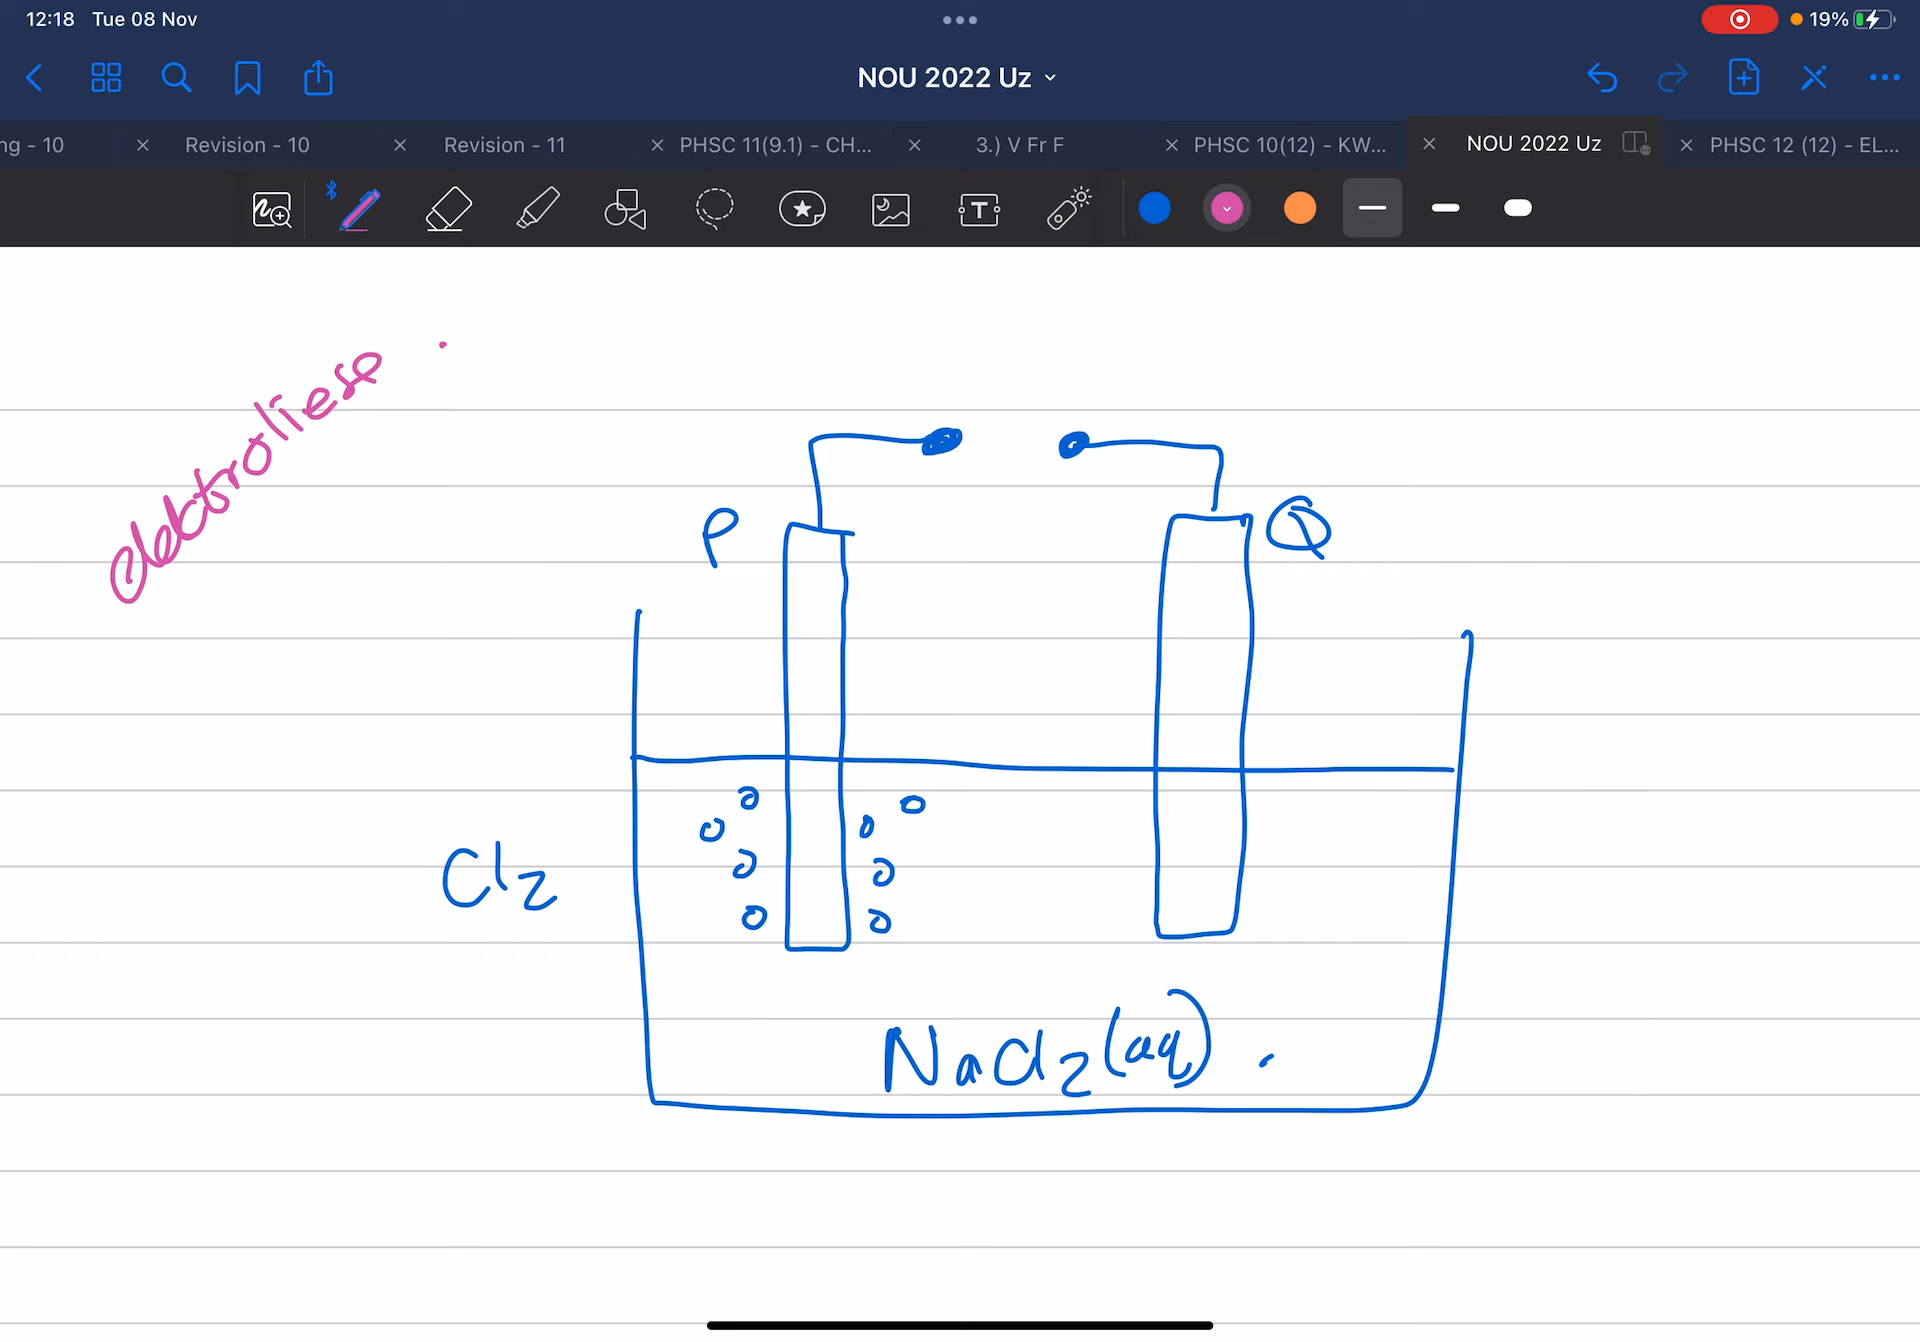 12:18 Tue 08 Nov
19%
NOU 2022 Uz
ng - 10
Revision - 10
Revision - 11
PHSC 11(9.1) - CH...
3.) V Fr F
PHSC 10(12) - KW...
NOU 2022 Uz
PHSC 12 (12) - EL...
T
elektroliese .
P
Q
Cl2
NaCl2 (aq) .